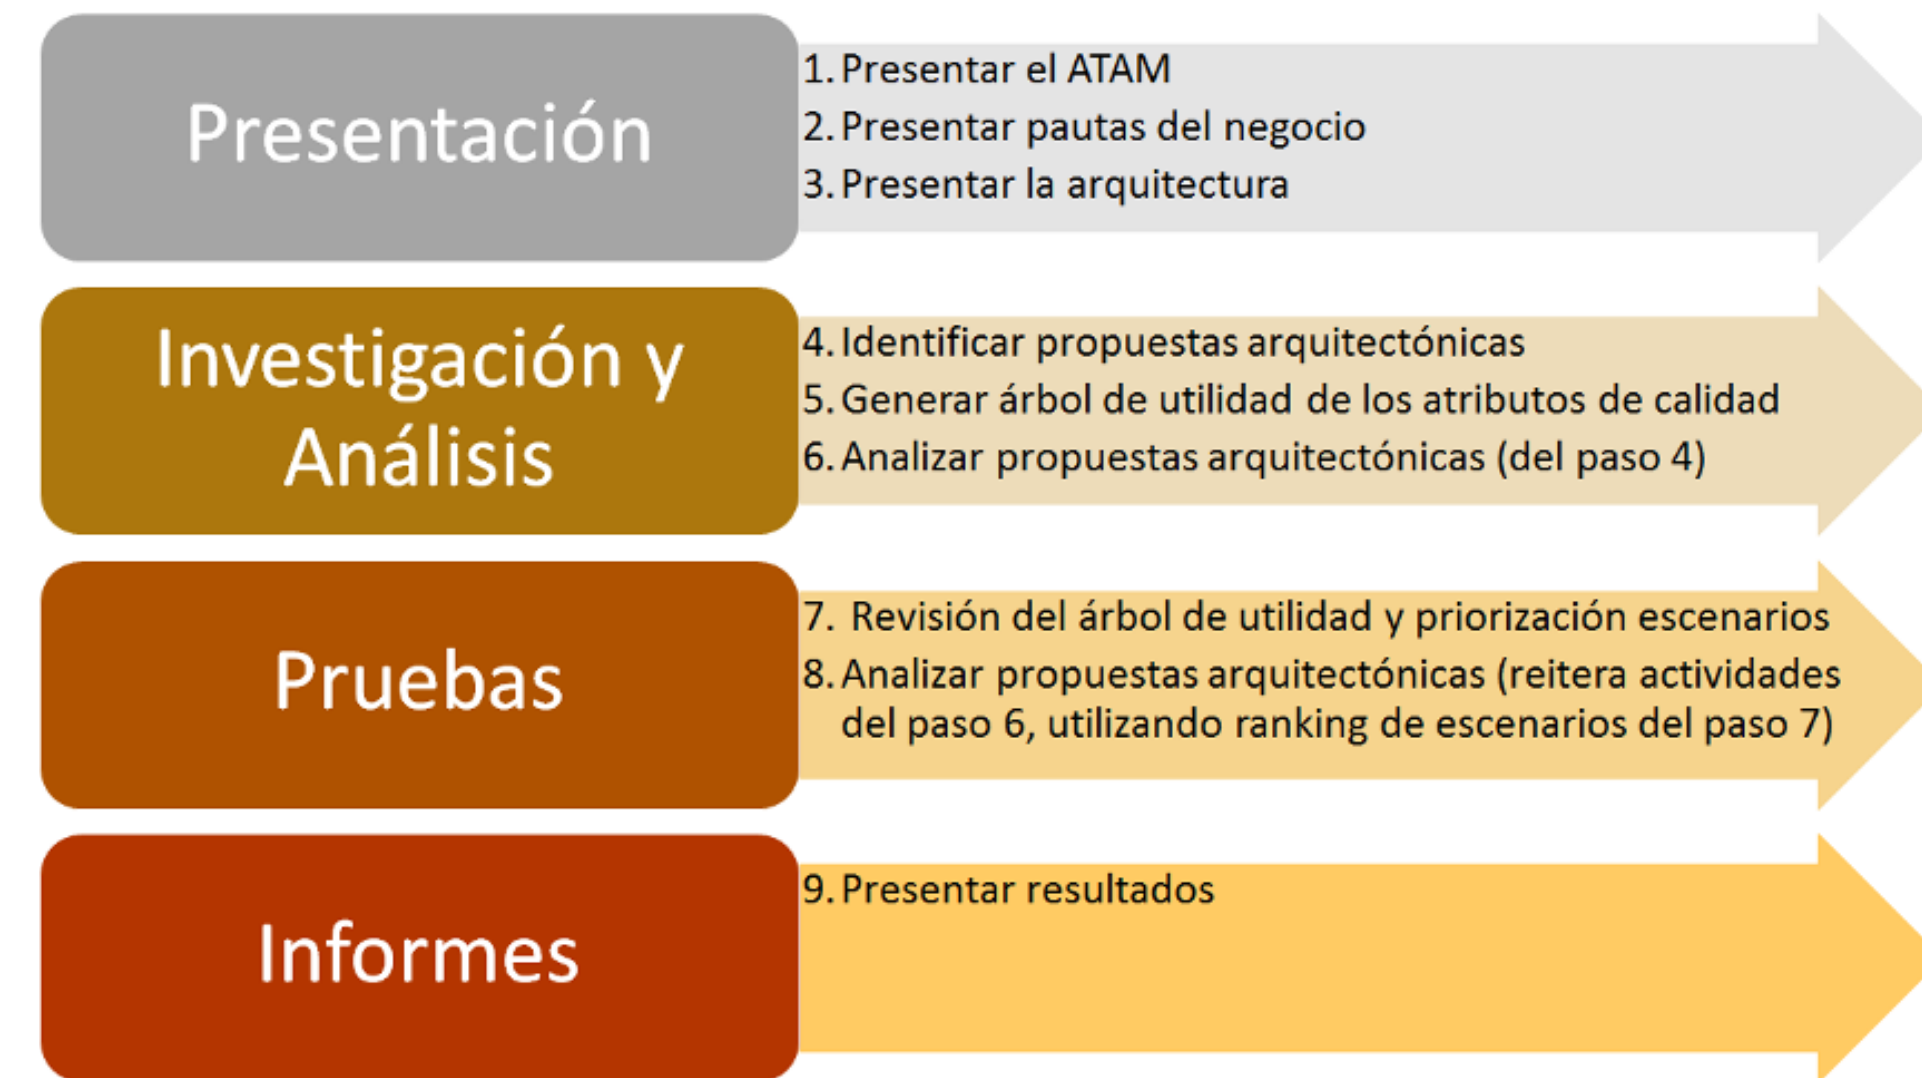 Presentación
1. Presentar el ATAM
2. Presentar pautas del negocio
3. Presentar la arquitectura
Investigación y
Análisis
4. Identificar propuestas arquitectónicas
5. Generar árbol de utilidad de los atributos de calidad
6. Analizar propuestas arquitectónicas (del paso 4)
Pruebas
7. Revisión del árbol de utilidad y priorización escenarios
8. Analizar propuestas arquitectónicas (reitera actividades
del paso 6, utilizando ranking de escenarios del paso 7)
Informes
9. Presentar resultados